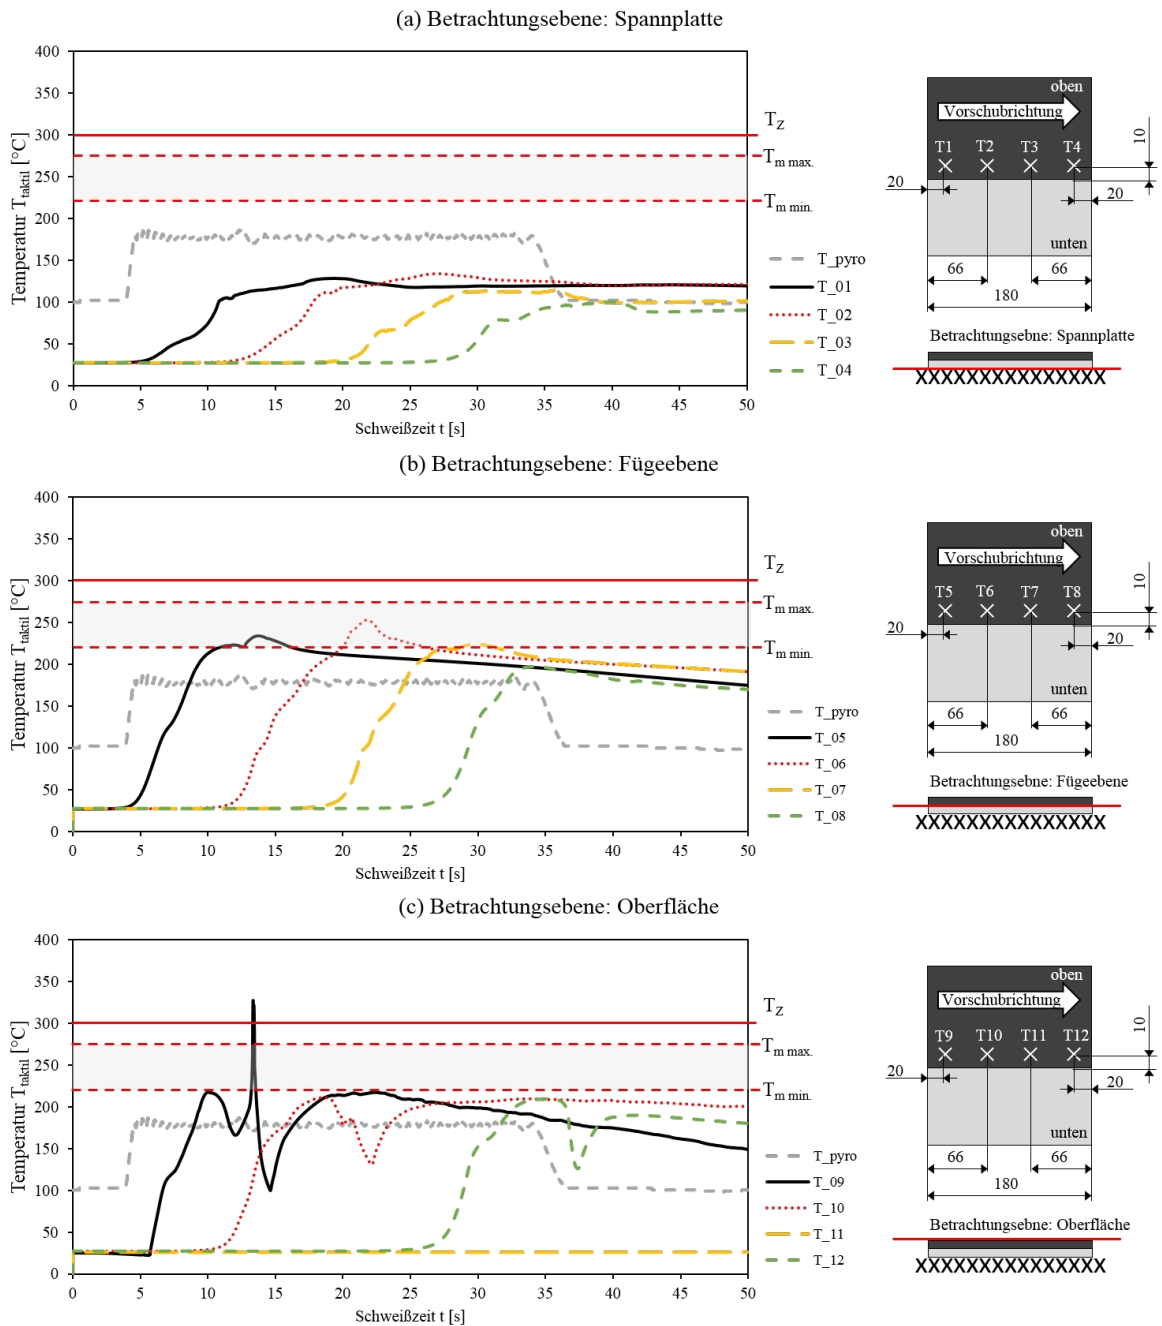 (a) Betrachtungsebene: Spannplatte
Temperatur T_taktil [°C]
400
350
300
250
200
150
100
50
0
0 5 10 15 20 25 30 35 40 45 50
Schweißzeit t [s]
T_Z
T_m max.
T_m min.
T_pyro
T_01
T_02
T_03
T_04
oben
Vorschubrichtung
T1 T2 T3 T4
10
20
20
unten
66 66
180
Betrachtungsebne: Spannplatte
XXXXXXXXXXXXXXX
(b) Betrachtungsebene: Fügeebene
Temperatur T_taktil [°C]
400
350
300
250
200
150
100
50
0
0 5 10 15 20 25 30 35 40 45 50
Schweißzeit t [s]
T_Z
T_m max.
T_m min.
T_pyro
T_05
T_06
T_07
T_08
oben
Vorschubrichtung
T5 T6 T7 T8
10
20
20
unten
66 66
180
Betrachtungsebne: Fügeebene
XXXXXXXXXXXXXXX
(c) Betrachtungsebene: Oberfläche
Temperatur T_taktil [°C]
400
350
300
250
200
150
100
50
0
0 5 10 15 20 25 30 35 40 45 50
Schweißzeit t [s]
T_Z
T_m max.
T_m min.
T_pyro
T_09
T_10
T_11
T_12
oben
Vorschubrichtung
T9 T10 T11 T12
10
20
20
unten
66 66
180
Betrachtungsebne: Oberfläche
XXXXXXXXXXXXXXX